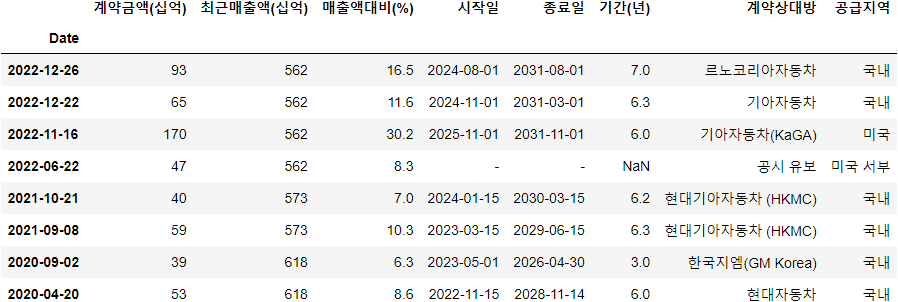 계약금액(십억) 최근매출액(십억) 매출액대비(%) 시작일 종료일 기간(년) 계약상대방 공급지역
Date
2022-12-26 93 562 16.5 2024-08-01 2031-08-01 7.0 르노코리아자동차 국내
2022-12-22 65 562 11.6 2024-11-01 2031-03-01 6.3 기아자동차 국내
2022-11-16 170 562 30.2 2025-11-01 2031-11-01 6.0 기아자동차(KaGA) 미국
2022-06-22 47 562 8.3 - - NaN 공시 유보 미국 서부
2021-10-21 40 573 7.0 2024-01-15 2030-03-15 6.2 현대기아자동차 (HKMC) 국내
2021-09-08 59 573 10.3 2023-03-15 2029-06-15 6.3 현대기아자동차 (HKMC) 국내
2020-09-02 39 618 6.3 2023-05-01 2026-04-30 3.0 한국지엠(GM Korea) 국내
2020-04-20 53 618 8.6 2022-11-15 2028-11-14 6.0 현대자동차 국내